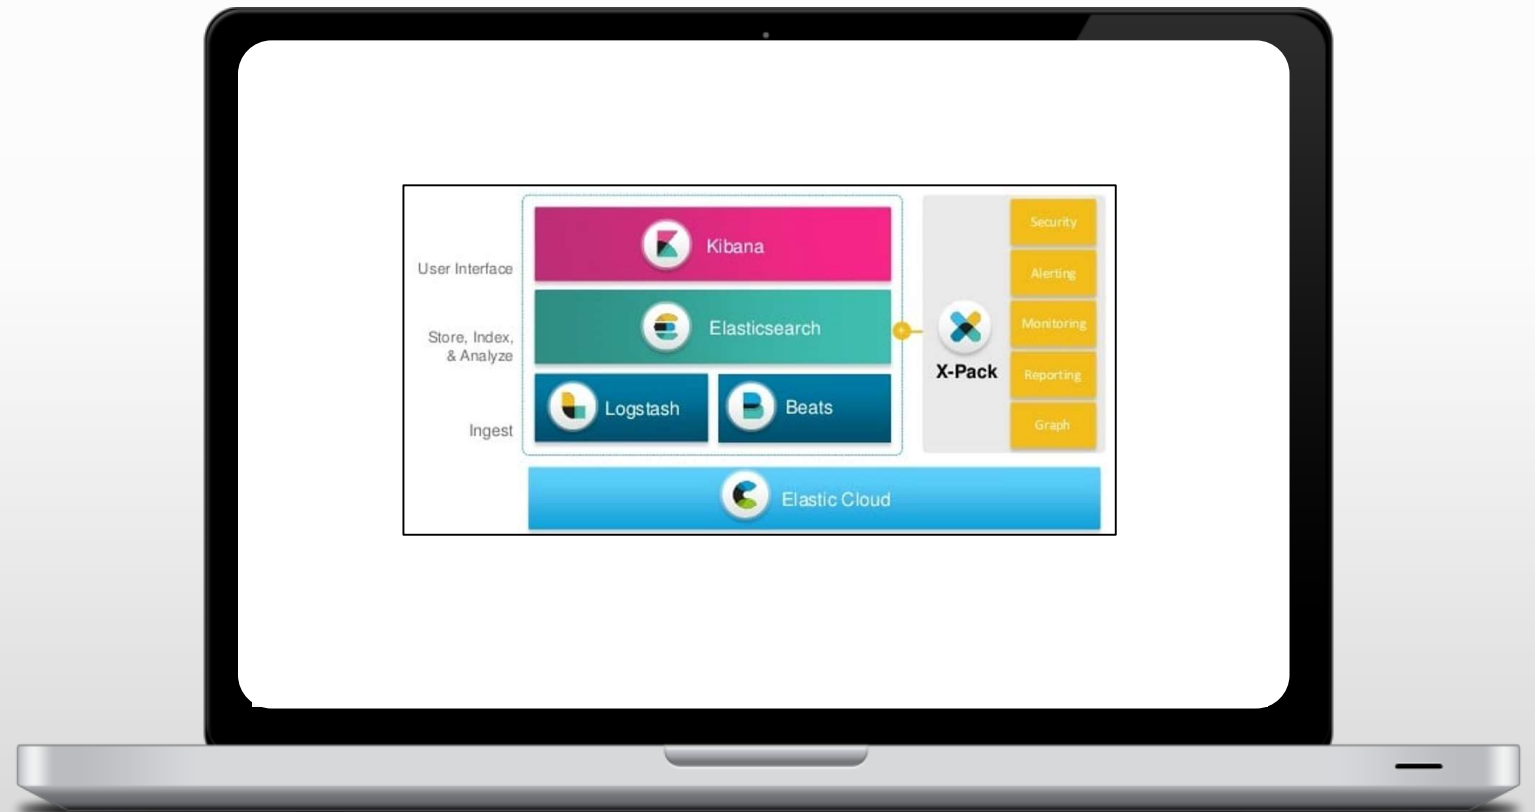 User Interface
Store, Index,
& Analyze
Ingest
Kibana
Elasticsearch
Logstash
Beats
Elastic Cloud
X-Pack
Security
Alerting
Monitoring
Reporting
Graph